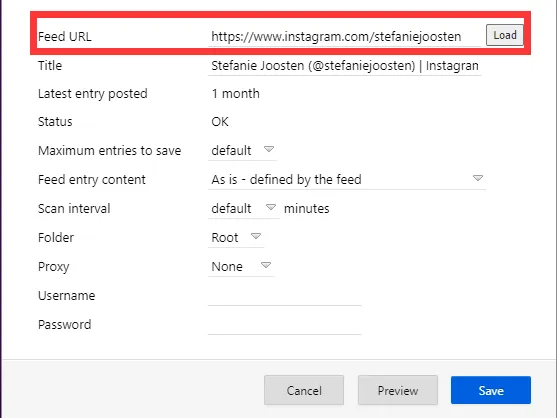 Feed URL https://www.instagram.com/stefaniejoosten Load
Title Stefanie Joosten (@stefaniejoosten) | Instagran
Latest entry posted 1 month
Status OK
Maximum entries to save default
Feed entry content As is - defined by the feed
Scan interval default minutes
Folder Root
Proxy None
Username
Password
Cancel Preview Save